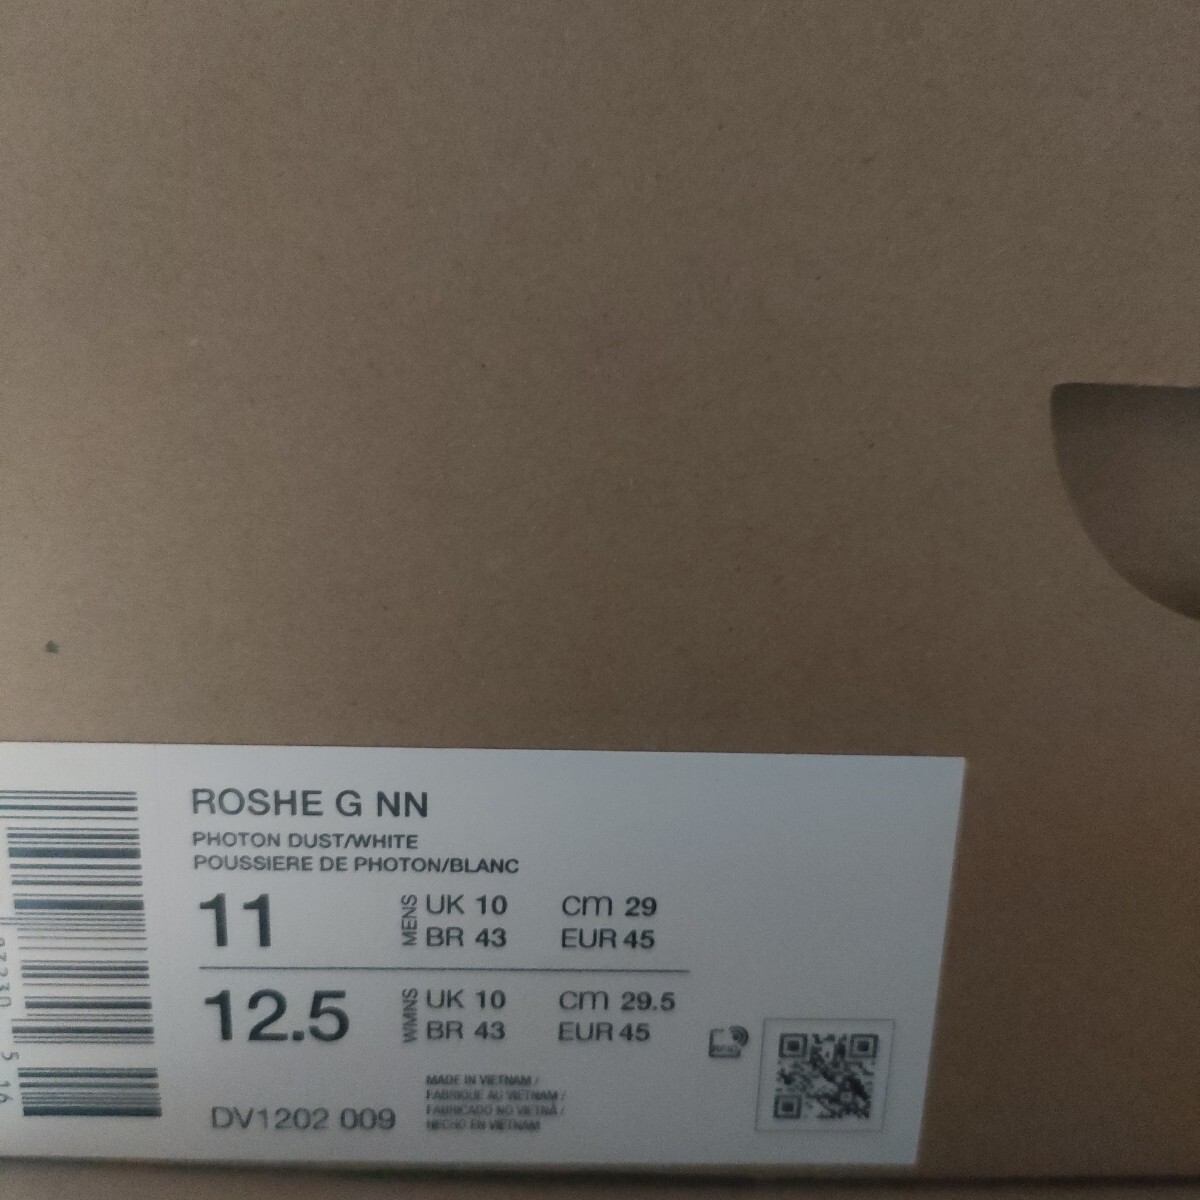 ROSHE G NN
PHOTON DUST/WHITE
POUSSIERE DE PHOTON/BLANC
11
MENS
UK 10
cm 29
BR 43
EUR 45
12.5
WMNS
UK 10
cm 29.5
BR 43
EUR 45
MADE IN VIETNAM /
FABRIQUE AU VIETNAM /
FABRICADO NO VIETNÃ /
HECHO EN VIETNAM
DV1202 009